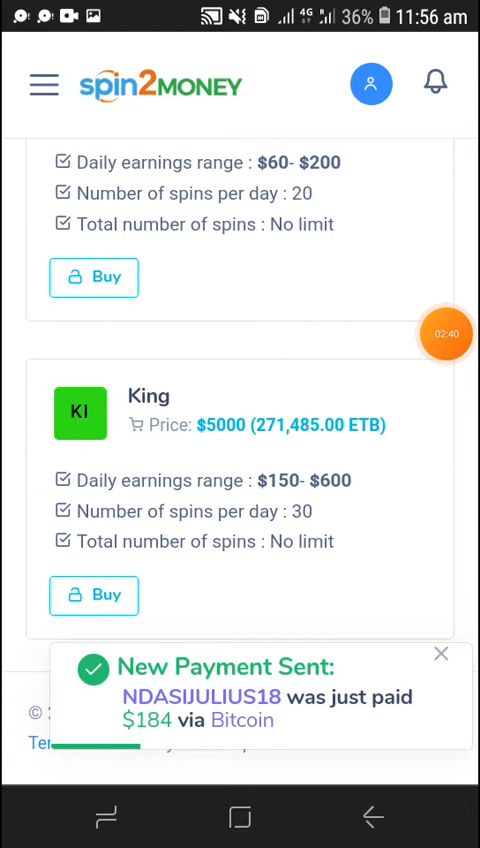 36% 11:56 am
spin2MONEY
Daily earnings range : $60- $200
Number of spins per day : 20
Total number of spins : No limit
Buy
02:40
KI
King
Price: $5000 (271,485.00 ETB)
Daily earnings range : $150- $600
Number of spins per day : 30
Total number of spins : No limit
Buy
New Payment Sent:
NDASIJULIUS18 was just paid
$184 via Bitcoin
©